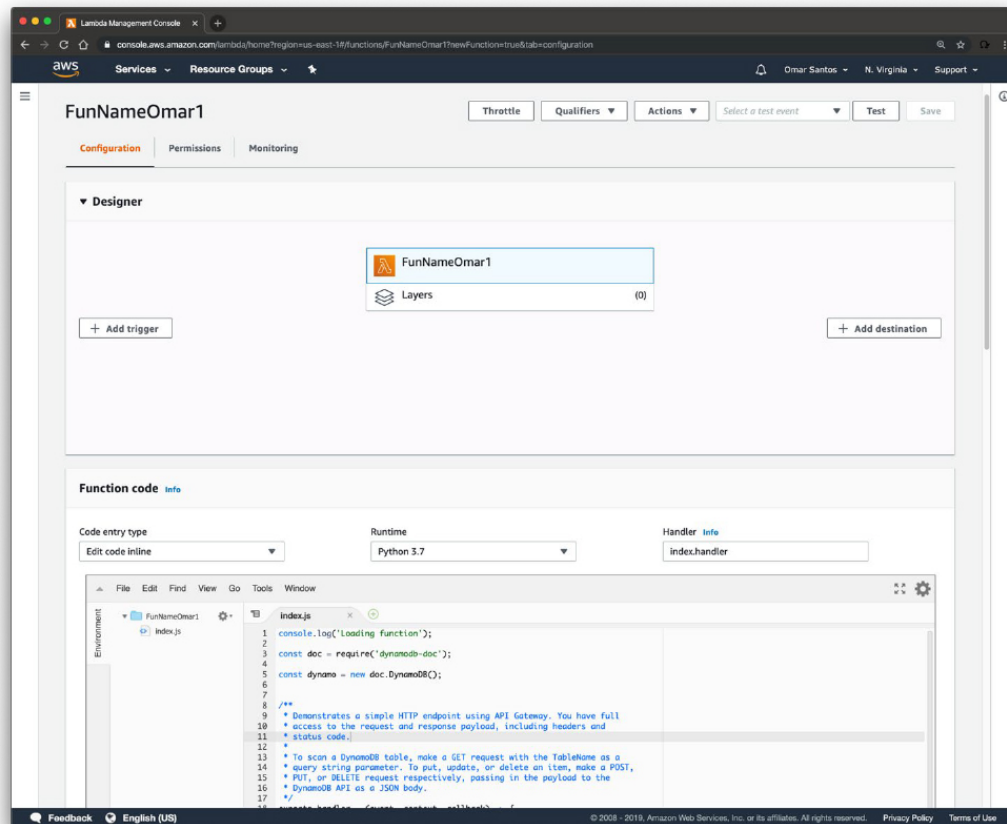 Lambda Management Console
console.aws.amazon.com/lambda/home?region=us-east-1#/functions/FunNameOmar1?newFunction=true&tab=configuration
aws Services Resource Groups Omar Santos N. Virginia Support
FunNameOmar1
Throttle Qualifiers Actions Select a test event Test Save
Configuration Permissions Monitoring
Designer
FunNameOmar1
Layers (0)
+ Add trigger + Add destination
Function code Info
Code entry type Runtime Handler Info
Edit code inline Python 3.7 index.handler
File Edit Find View Go Tools Window
Environment
FunNameOmar1
index.js
index.js
1 console.log('Loading function');
2
3 const doc = require('dynamodb-doc');
4
5 const dynamo = new doc.DynamoDB();
6
7
8 /**
9 * Demonstrates a simple HTTP endpoint using API Gateway. You have full
10 * access to the request and response payload, including headers and
11 * status code.
12 *
13 * To scan a DynamoDB table, make a GET request with the TableName as a
14 * query string parameter. To put, update, or delete an item, make a POST,
15 * PUT, or DELETE request respectively, passing in the payload to the
16 * DynamoDB API as a JSON body.
17 */
Feedback English (US) © 2008 - 2019, Amazon Web Services, Inc. or its affiliates. All rights reserved. Privacy Policy Terms of Use